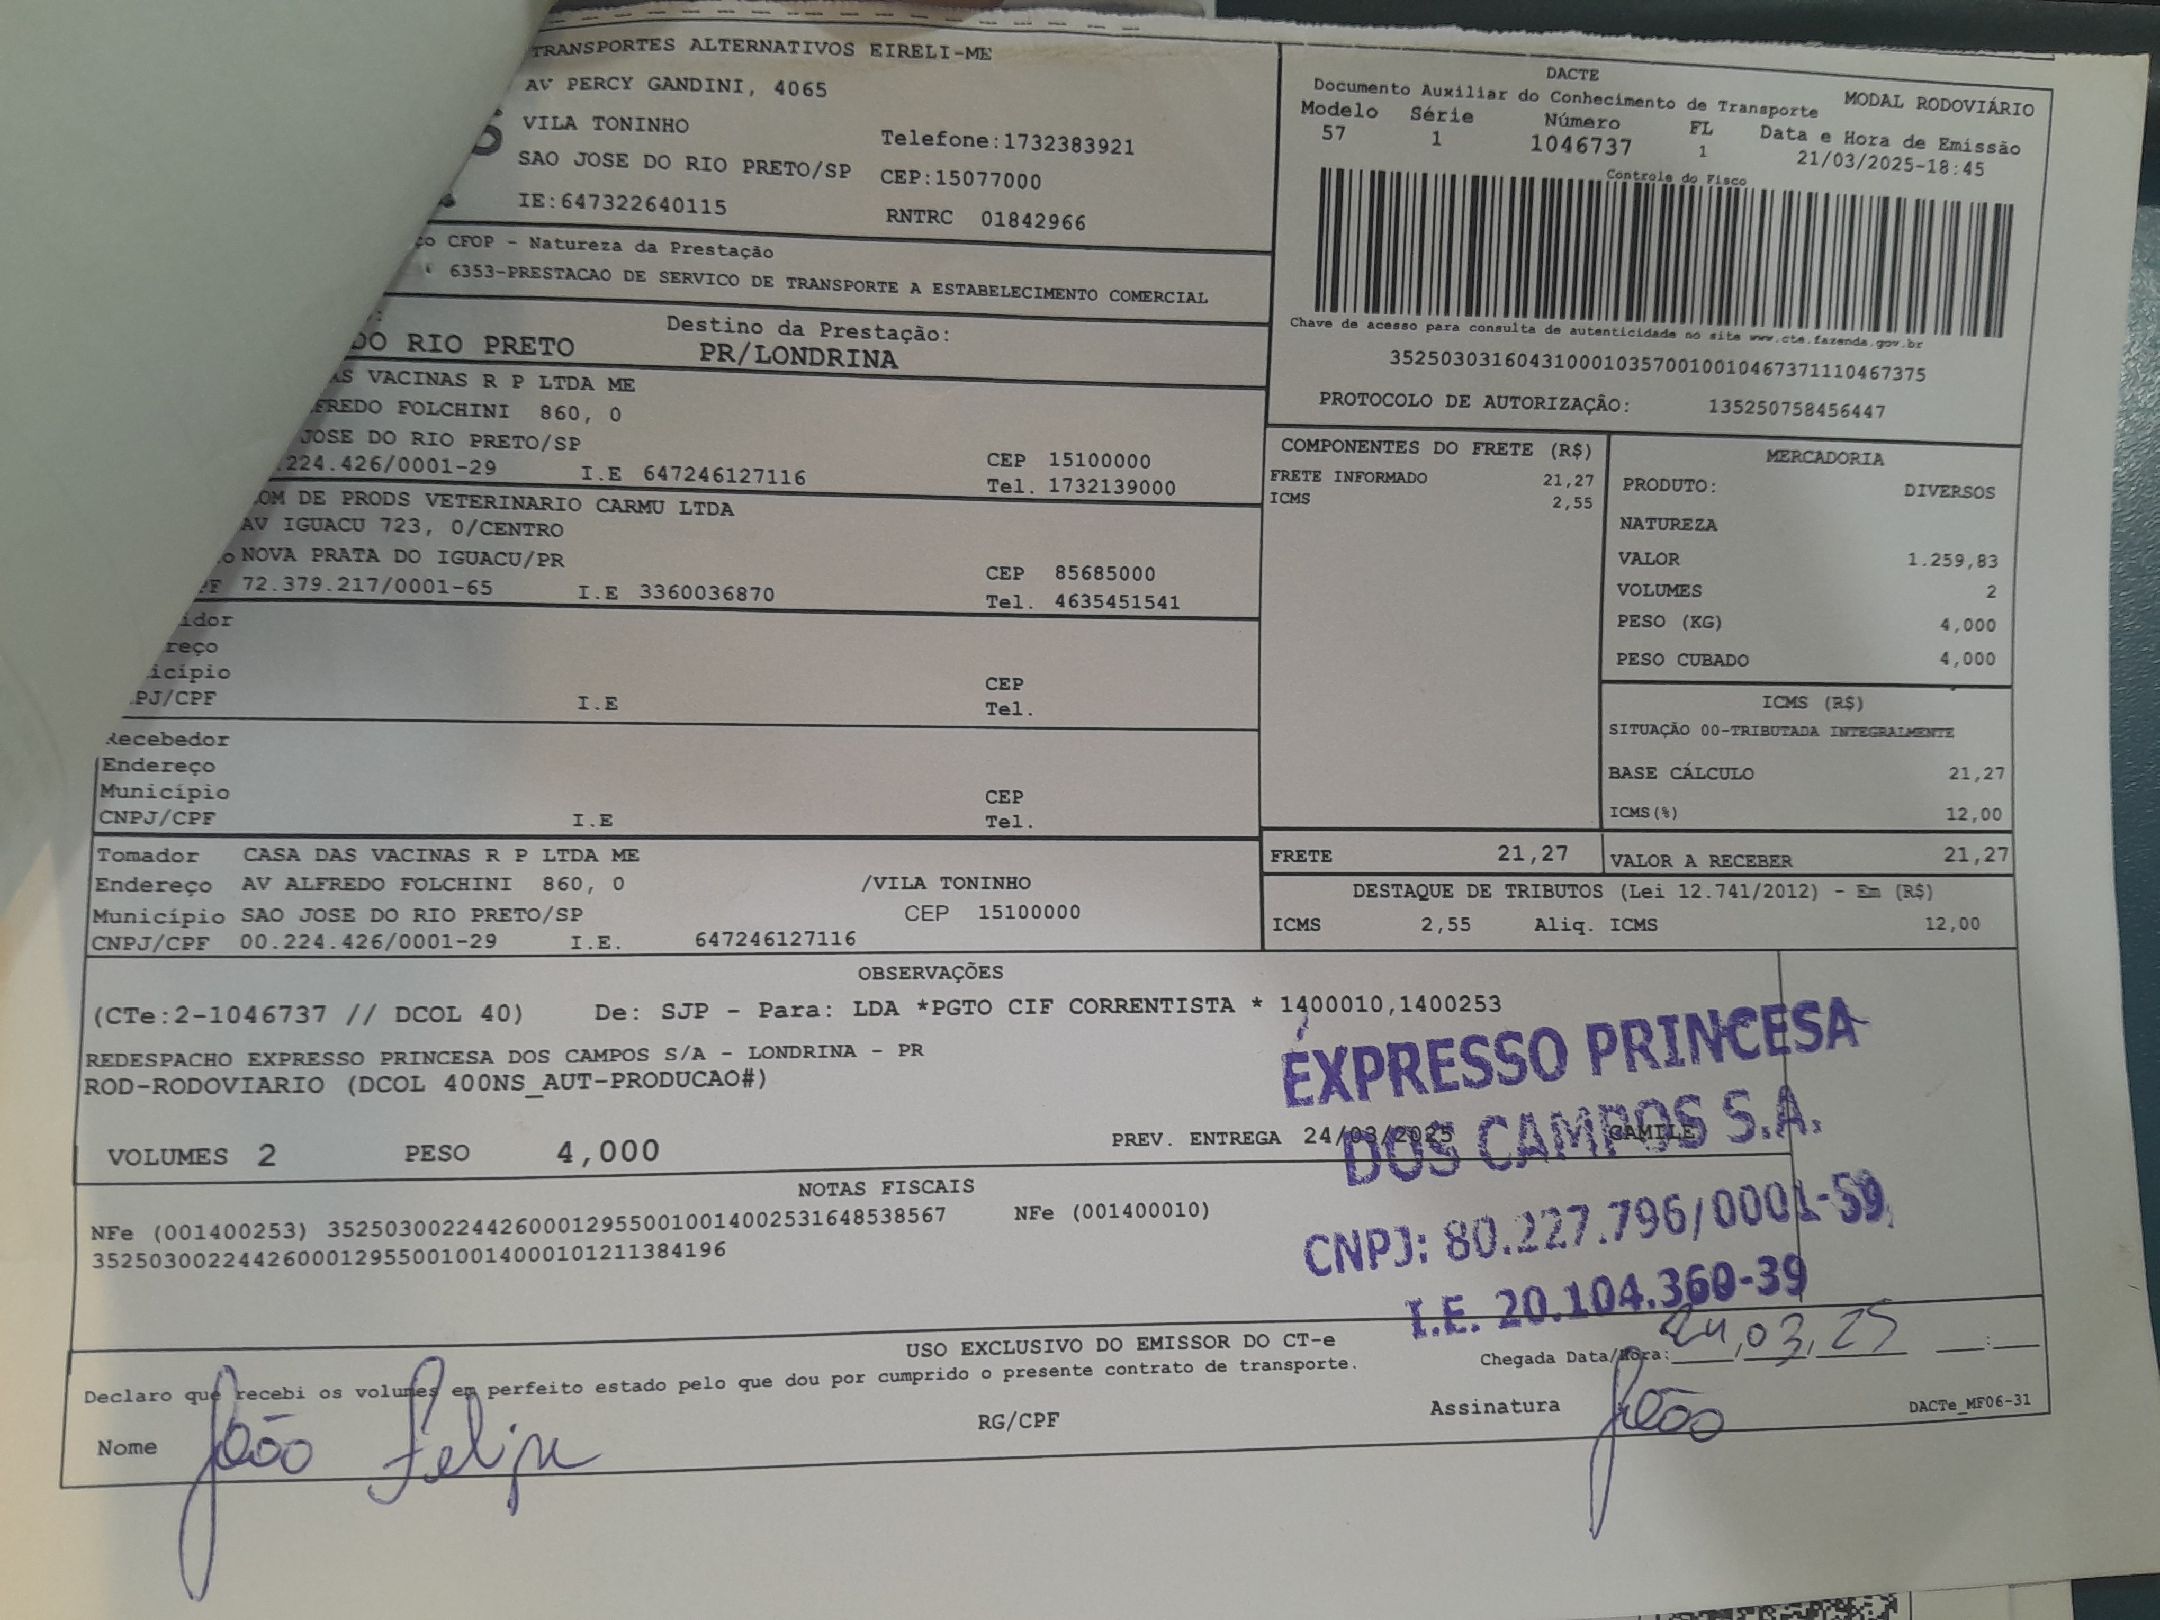 TRANSPORTES ALTERNATIVOS EIRELI-ME
AV PERCY GANDINI, 4065
VILA TONINHO
Telefone:1732383921
SAO JOSE DO RIO PRETO/SP CEP:15077000
IE:647322640115 RNTRC 01842966
CFOP - Natureza da Prestação
6353-PRESTACAO DE SERVICO DE TRANSPORTE A ESTABELECIMENTO COMERCIAL
Destino da Prestação:
DO RIO PRETO PR/LONDRINA
DACTE
Documento Auxiliar do Conhecimento de Transporte MODAL RODOVIÁRIO
Modelo Série Número FL Data e Hora de Emissão
57 1 1046737 1 21/03/2025-18:45
Controle do Fisco
Chave de acesso para consulta de autenticidade no site www.cte.fazenda.gov.br
35250303160431000103570010010467371110467375
PROTOCOLO DE AUTORIZAÇÃO: 135250758456447
AS VACINAS R P LTDA ME
FREDO FOLCHINI 860, 0
JOSE DO RIO PRETO/SP CEP 15100000
.224.426/0001-29 I.E 647246127116 Tel. 1732139000
OM DE PRODS VETERINARIO CARMU LTDA
AV IGUACU 723, 0/CENTRO
NOVA PRATA DO IGUACU/PR CEP 85685000
72.379.217/0001-65 I.E 3360036870 Tel. 4635451541
idor
reço
icípio CEP
PJ/CPF I.E Tel.
Recebedor
Endereço
Município CEP
CNPJ/CPF I.E Tel.
Tomador CASA DAS VACINAS R P LTDA ME
Endereço AV ALFREDO FOLCHINI 860, 0 /VILA TONINHO
Município SAO JOSE DO RIO PRETO/SP CEP 15100000
CNPJ/CPF 00.224.426/0001-29 I.E. 647246127116
COMPONENTES DO FRETE (R$)
FRETE INFORMADO 21,27
ICMS 2,55
MERCADORIA
PRODUTO: DIVERSOS
NATUREZA
VALOR 1.259,83
VOLUMES 2
PESO (KG) 4,000
PESO CUBADO 4,000
ICMS (R$)
SITUAÇÃO 00-TRIBUTADA INTEGRALMENTE
BASE CÁLCULO 21,27
ICMS(%) 12,00
FRETE 21,27 VALOR A RECEBER 21,27
DESTAQUE DE TRIBUTOS (Lei 12.741/2012) - Em (R$)
ICMS 2,55 Aliq. ICMS 12,00
OBSERVAÇÕES
(CTe:2-1046737 // DCOL 40) De: SJP - Para: LDA *PGTO CIF CORRENTISTA * 1400010,1400253
REDESPACHO EXPRESSO PRINCESA DOS CAMPOS S/A - LONDRINA - PR
ROD-RODOVIARIO (DCOL 400NS_AUT-PRODUCAO#)
VOLUMES 2 PESO 4,000 PREV. ENTREGA 24/03/2025 CAMILE
EXPRESSO PRINCESA
DOS CAMPOS S.A.
CNPJ: 80.227.796/0001-59
I.E. 20.104.360-39
NOTAS FISCAIS
NFe (001400253) 35250300224426000129550010014002531648538567 NFe (001400010)
35250300224426000129550010014000101211384196
USO EXCLUSIVO DO EMISSOR DO CT-e
Declaro que recebi os volumes em perfeito estado pelo que dou por cumprido o presente contrato de transporte.
Chegada Data/Hora: 24,03,25 :
Nome João Felipe RG/CPF Assinatura João
DACTe_MF06-31